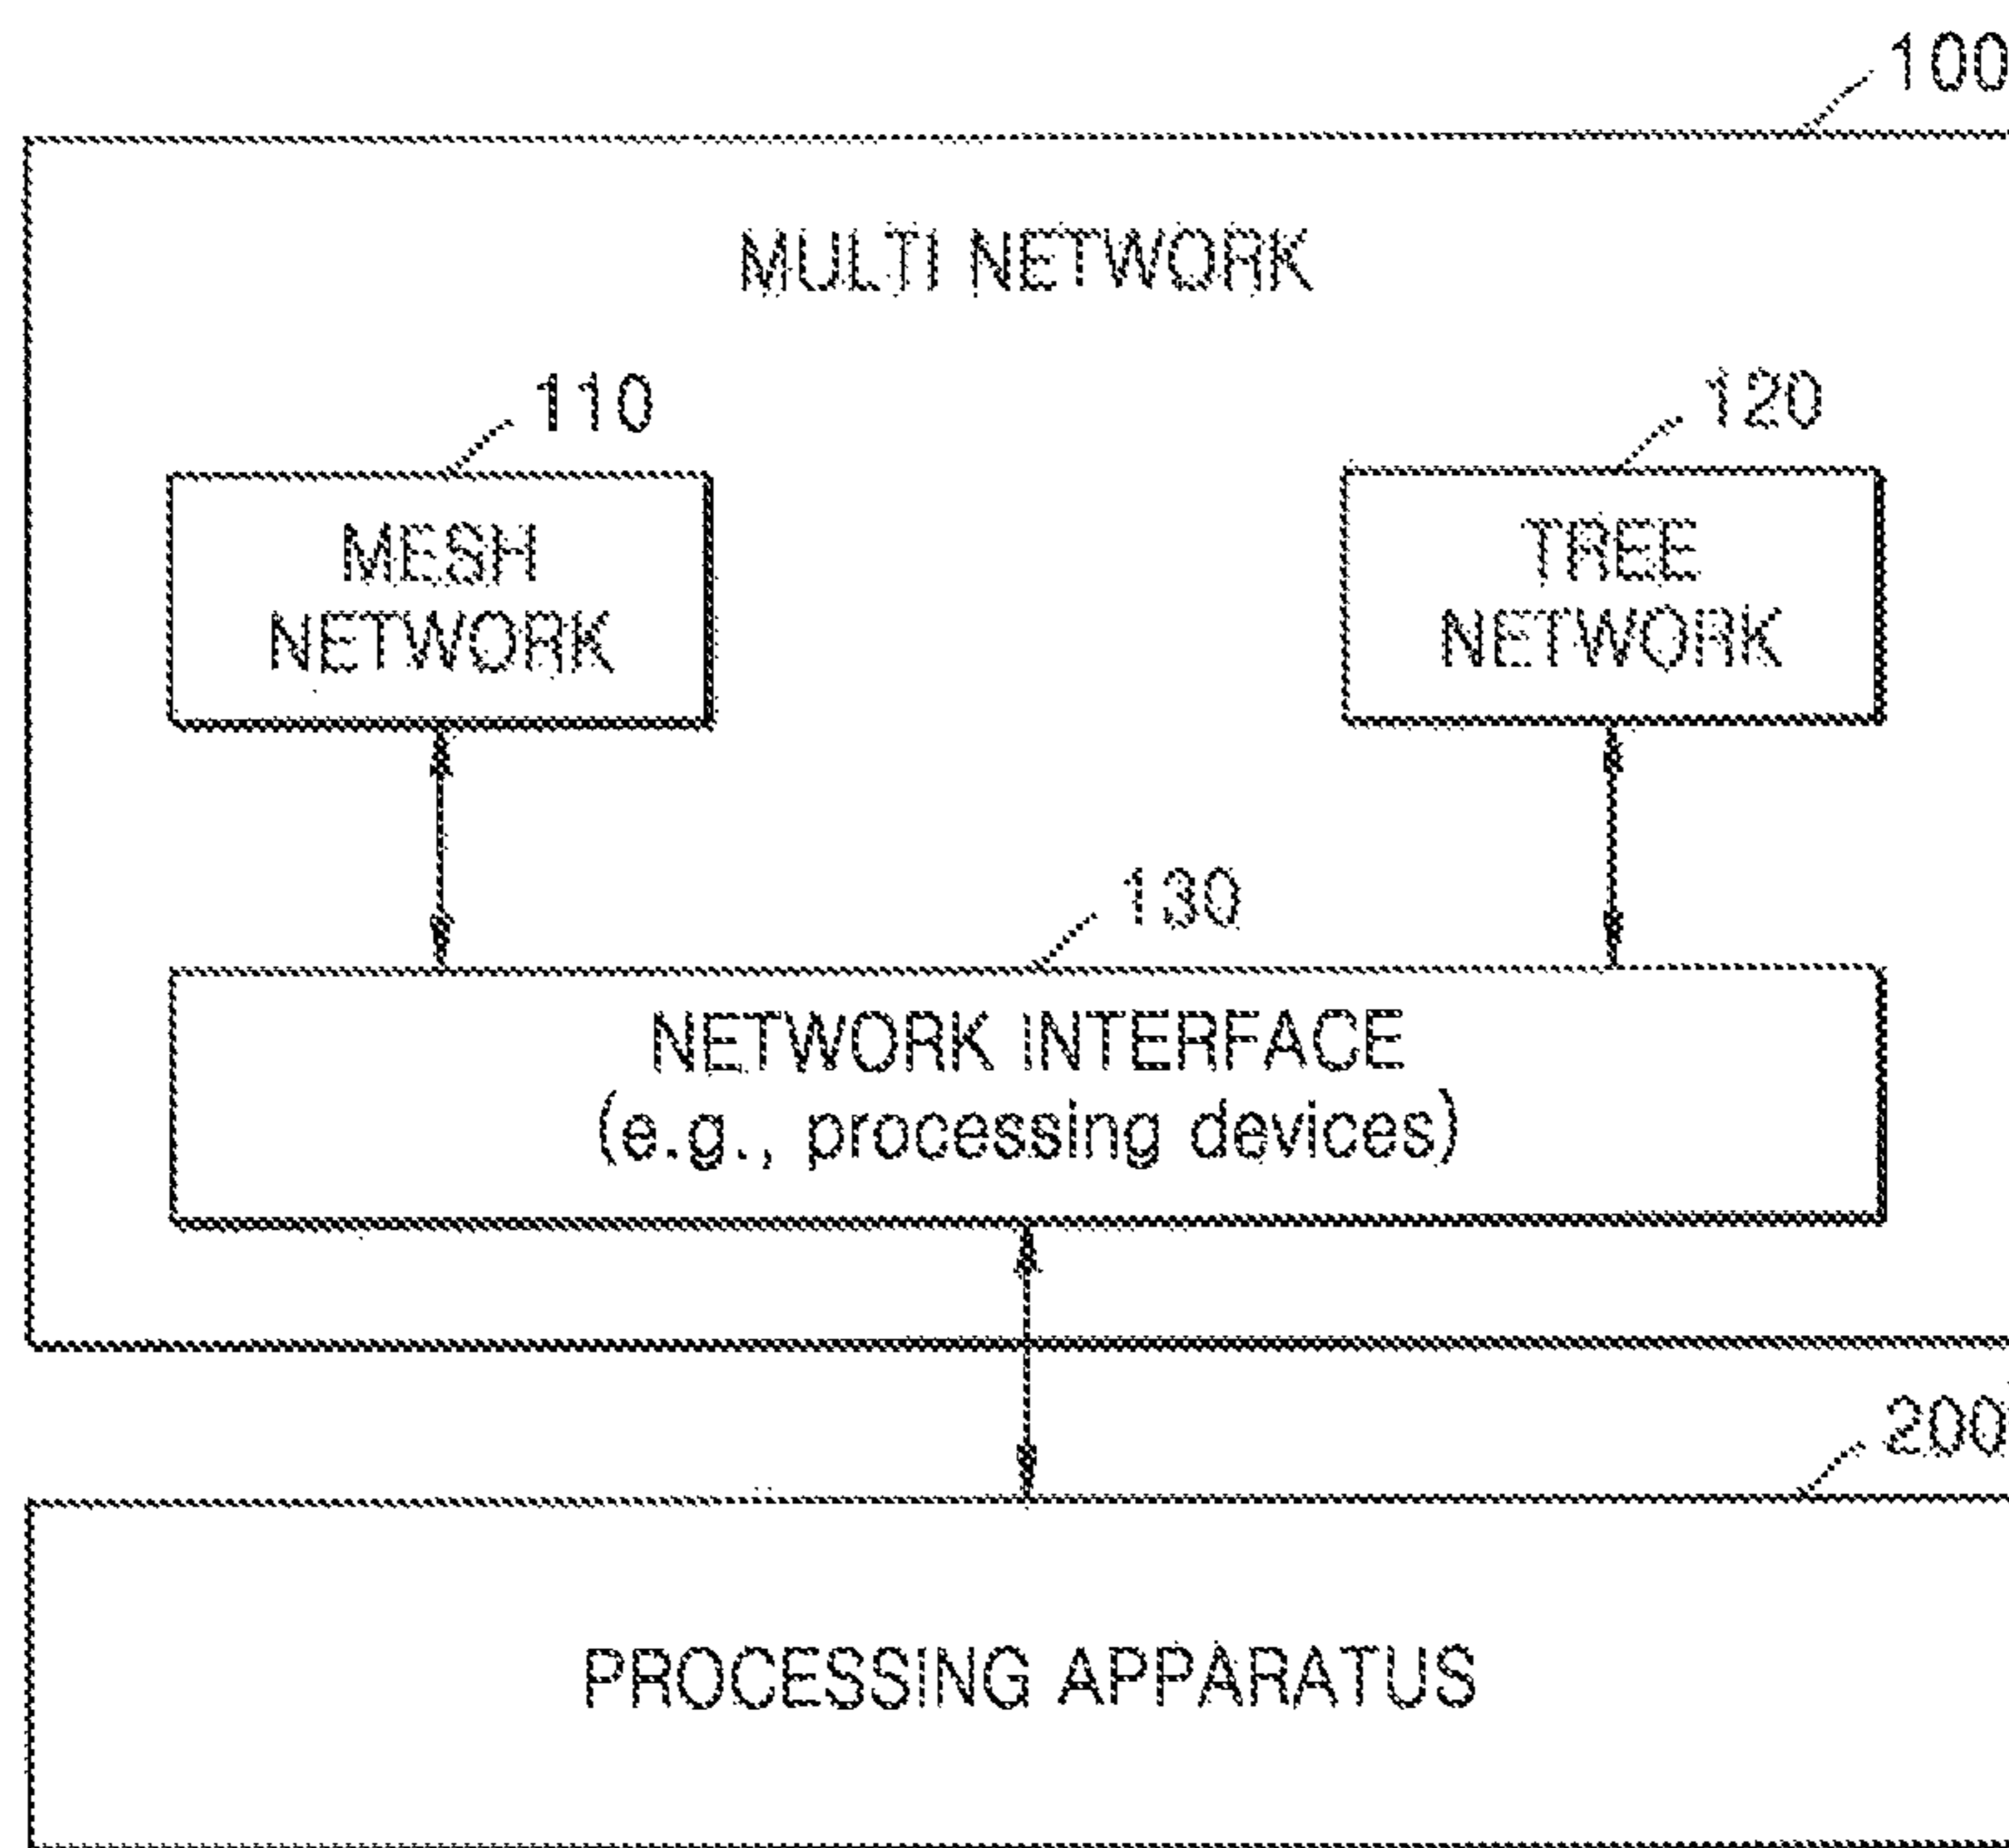 100
MULTI NETWORK
110
120
MESH
NETWORK
TREE
NETWORK
130
NETWORK INTERFACE
(e.g., processing devices)
200
PROCESSING APPARATUS